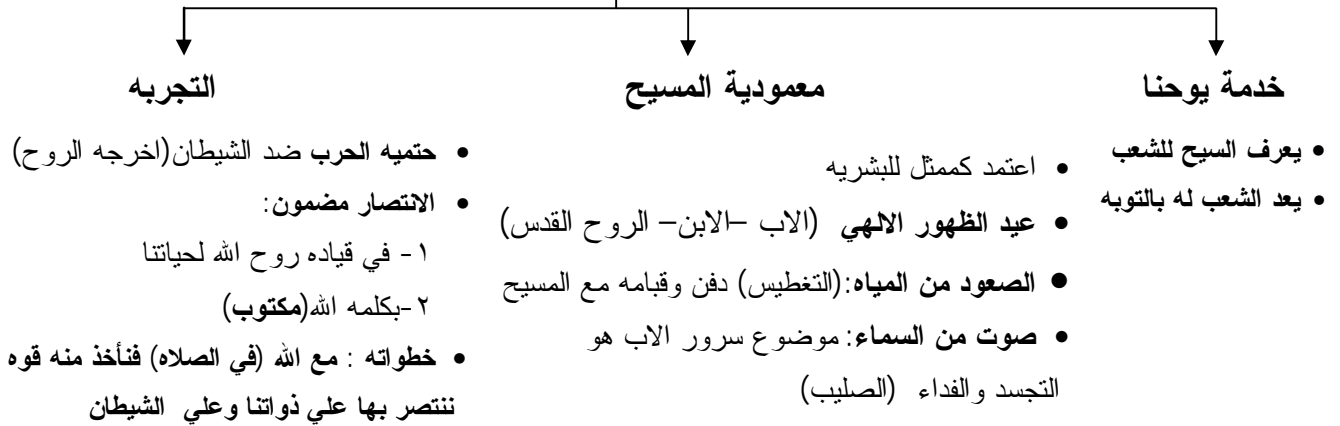 خدمة يوحنا
• يعرف السيح للشعب
• يعد الشعب له بالتوبه
معمودية المسيح
• اعتمد كممثل للبشريه
• عيد الظهور الالهي (الاب –الابن– الروح القدس)
• الصعود من المياه:(التغطيس) دفن وقبامه مع المسيح
• صوت من السماء: موضوع سرور الاب هو
التجسد والفداء (الصليب)
التجربه
• حتميه الحرب ضد الشيطان(اخرجه الروح)
• الانتصار مضمون:
١- في قياده روح الله لحياتنا
٢-بكلمه الله(مكتوب)
• خطواته : مع الله (في الصلاه) فنأخذ منه قوه
ننتصر بها علي ذواتنا وعلي الشيطان